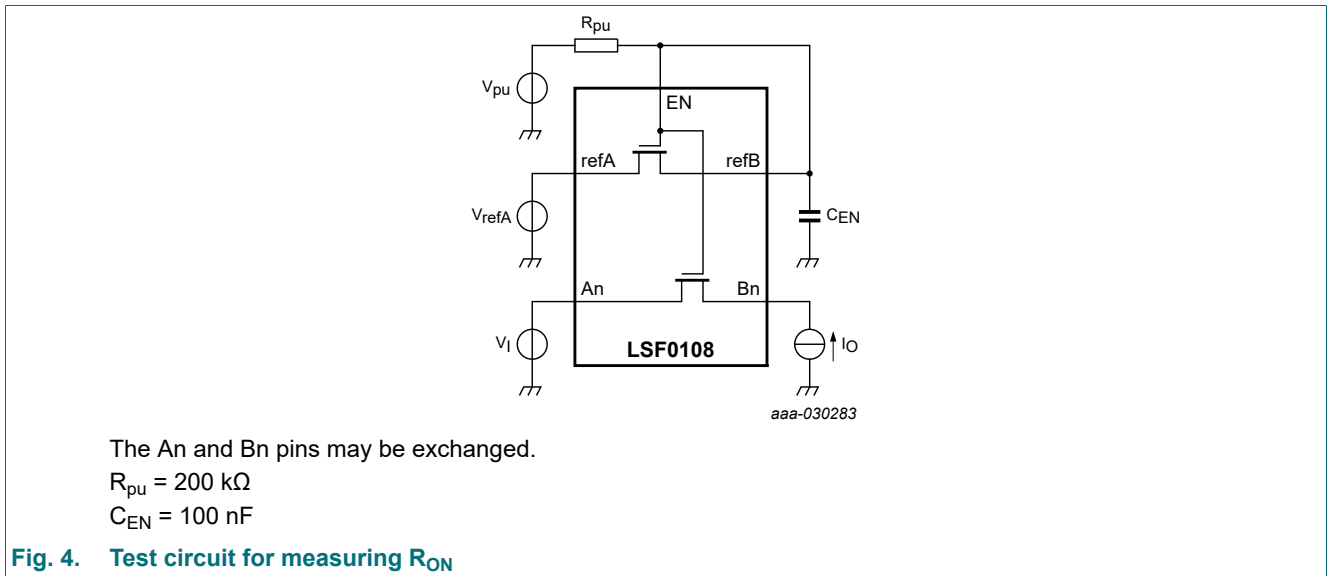 Rpu
Vpu
EN
refA
refB
VrefA
CEN
An
Bn
VI
IO
LSF0108
aaa-030283
The An and Bn pins may be exchanged.
Rpu = 200 kΩ
CEN = 100 nF
Fig. 4. Test circuit for measuring RON